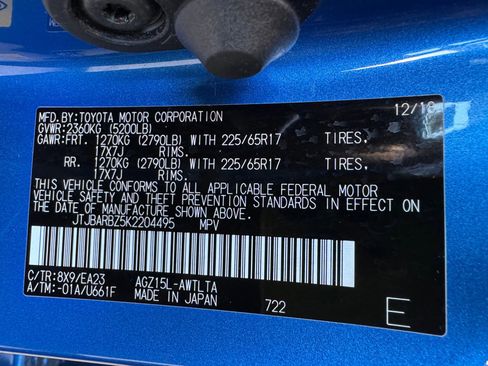 MFD.BY:TOYOTA MOTOR CORPORATION 12/18
GVWR:2360KG (5200LB)
GAWR:FRT. 1270KG (2790LB) WITH 225/65R17 TIRES.
17X7J RIMS.
RR. 1270KG (2790LB) WITH 225/65R17 TIRES.
17X7J RIMS.
THIS VEHICLE CONFORMS TO ALL APPLICABLE FEDERAL MOTOR
VEHICLE SAFETY AND THEFT PREVENTION STANDARDS IN EFFECT ON
THE DATE OF MANUFACTURE SHOWN ABOVE.
JTJBARBZ5K2204495 MPV
C/TR:8X9/EA23 AGZ15L-AWTLTA
A/TM:-01A/U661F MADE IN JAPAN 722 E